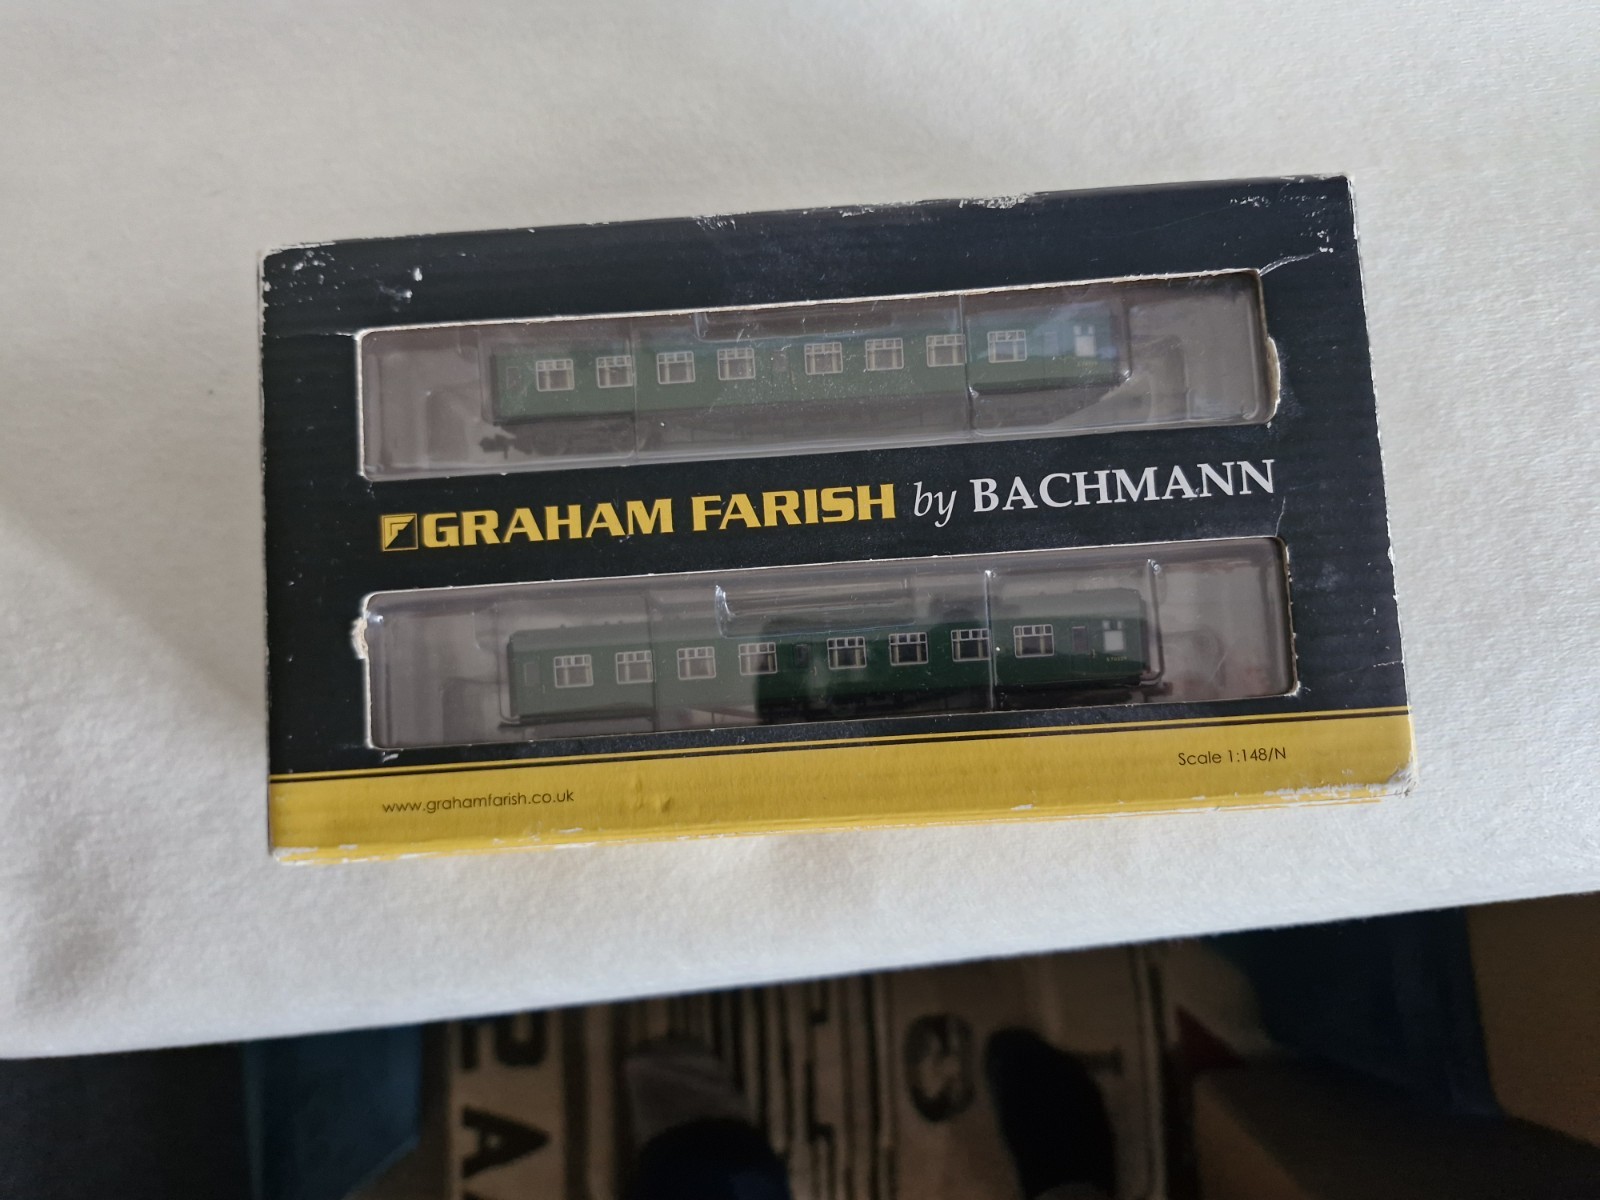 GRAHAM FARISH by BACHMANN
Scale 1:148/N
www.grahamfarish.co.uk